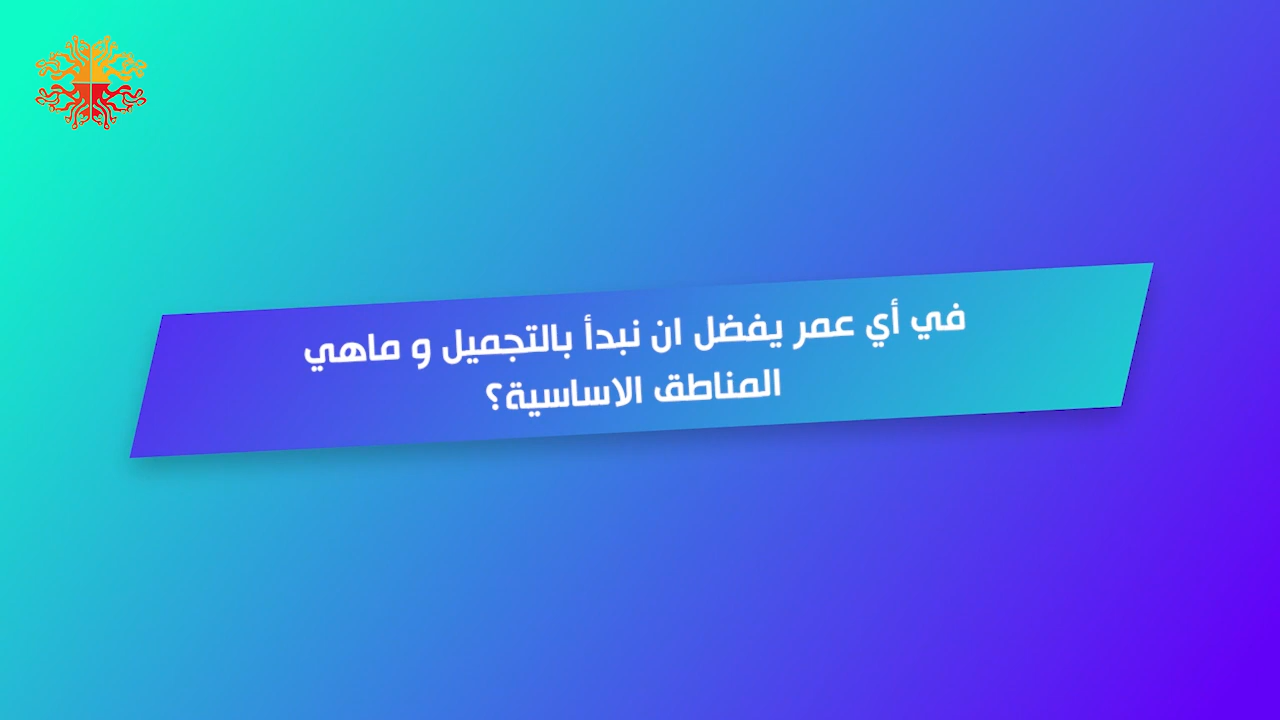 في أي عمر يفضل ان نبدأ بالتجميل و ماهي
المناطق الاساسية؟